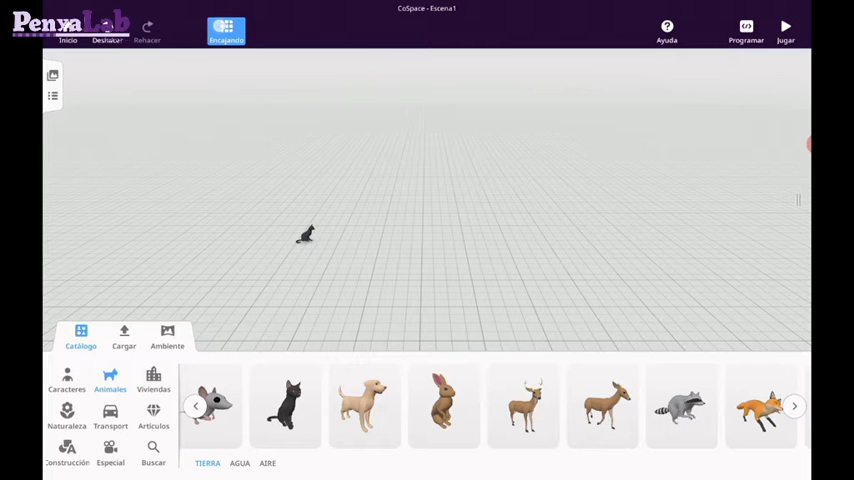 CoSpace - Escena1
PenyaLab
Inicio
Deshacer
Rehacer
Encajando
Ayuda
Programar
Jugar
Catálogo
Cargar
Ambiente
Caracteres
Animales
Viviendas
Naturaleza
Transport
Artículos
Construcción
Especial
Buscar
TIERRA AGUA AIRE